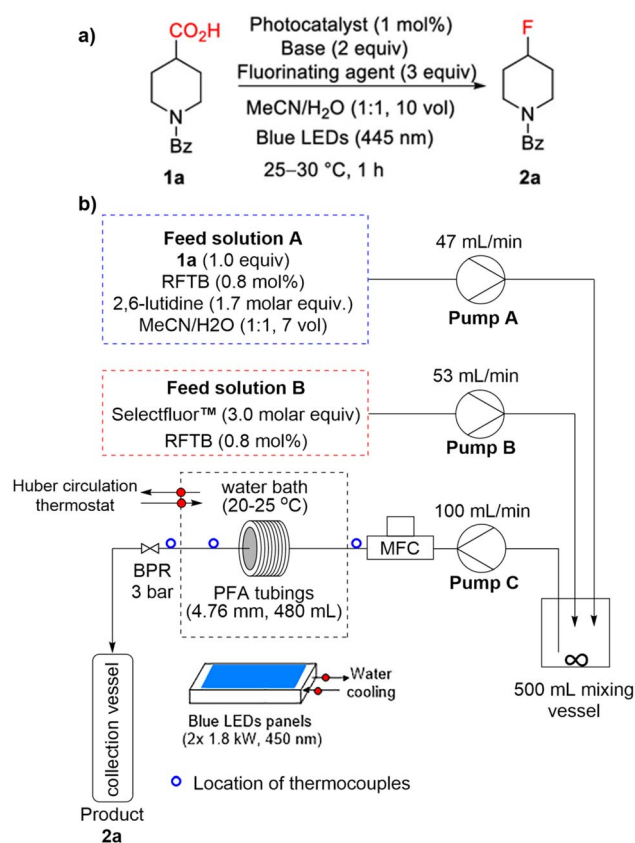 a)
CO₂H
N
Bz
1a
Photocatalyst (1 mol%)
Base (2 equiv)
Fluorinating agent (3 equiv)
MeCN/H₂O (1:1, 10 vol)
Blue LEDs (445 nm)
25–30 °C, 1 h
F
N
Bz
2a
b)
Feed solution A
1a (1.0 equiv)
RFTB (0.8 mol%)
2,6-lutidine (1.7 molar equiv.)
MeCN/H2O (1:1, 7 vol)
47 mL/min
Pump A
Feed solution B
Selectfluor™ (3.0 molar equiv)
RFTB (0.8 mol%)
53 mL/min
Pump B
Huber circulation
thermostat
water bath
(20-25 °C)
PFA tubings
(4.76 mm, 480 mL)
BPR
3 bar
MFC
100 mL/min
Pump C
∞
500 mL mixing
vessel
collection vessel
Product
2a
Water
cooling
Blue LEDs panels
(2x 1.8 kW, 450 nm)
Location of thermocouples